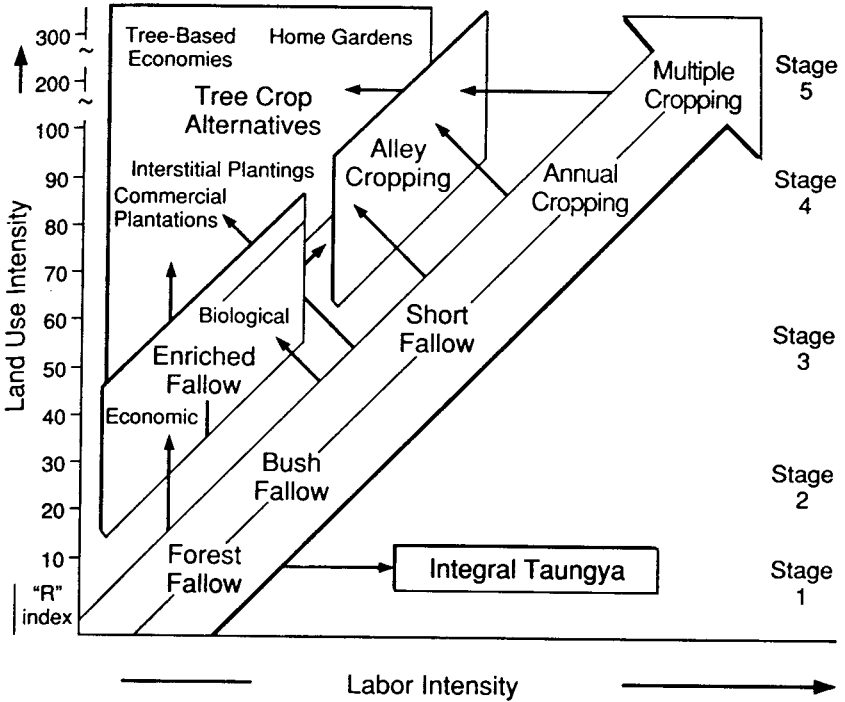 300
~
200
~
100
90
80
70
60
50
40
30
20
10
“R”
index
Land Use Intensity
Tree-Based
Economies
Home Gardens
Tree Crop
Alternatives
Interstitial Plantings
Commercial
Plantations
Alley
Cropping
Multiple
Cropping
Annual
Cropping
Biological
Enriched
Fallow
Economic
Short
Fallow
Bush
Fallow
Forest
Fallow
Integral Taungya
Stage
5
Stage
4
Stage
3
Stage
2
Stage
1
Labor Intensity